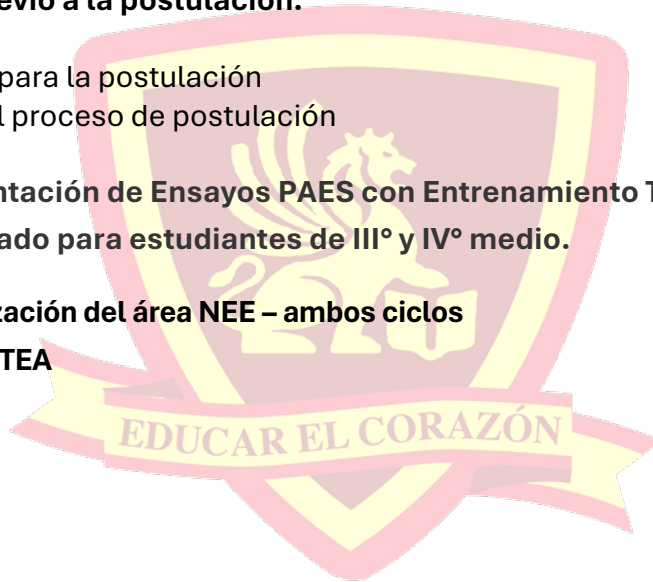 evio a la postulación.
para la postulación
l proceso de postulación
ntación de Ensayos PAES con Entrenamiento T
ado para estudiantes de III° y IV° medio.
zación del área NEE – ambos ciclos
TEA
EDUCAR EL CORAZÓN